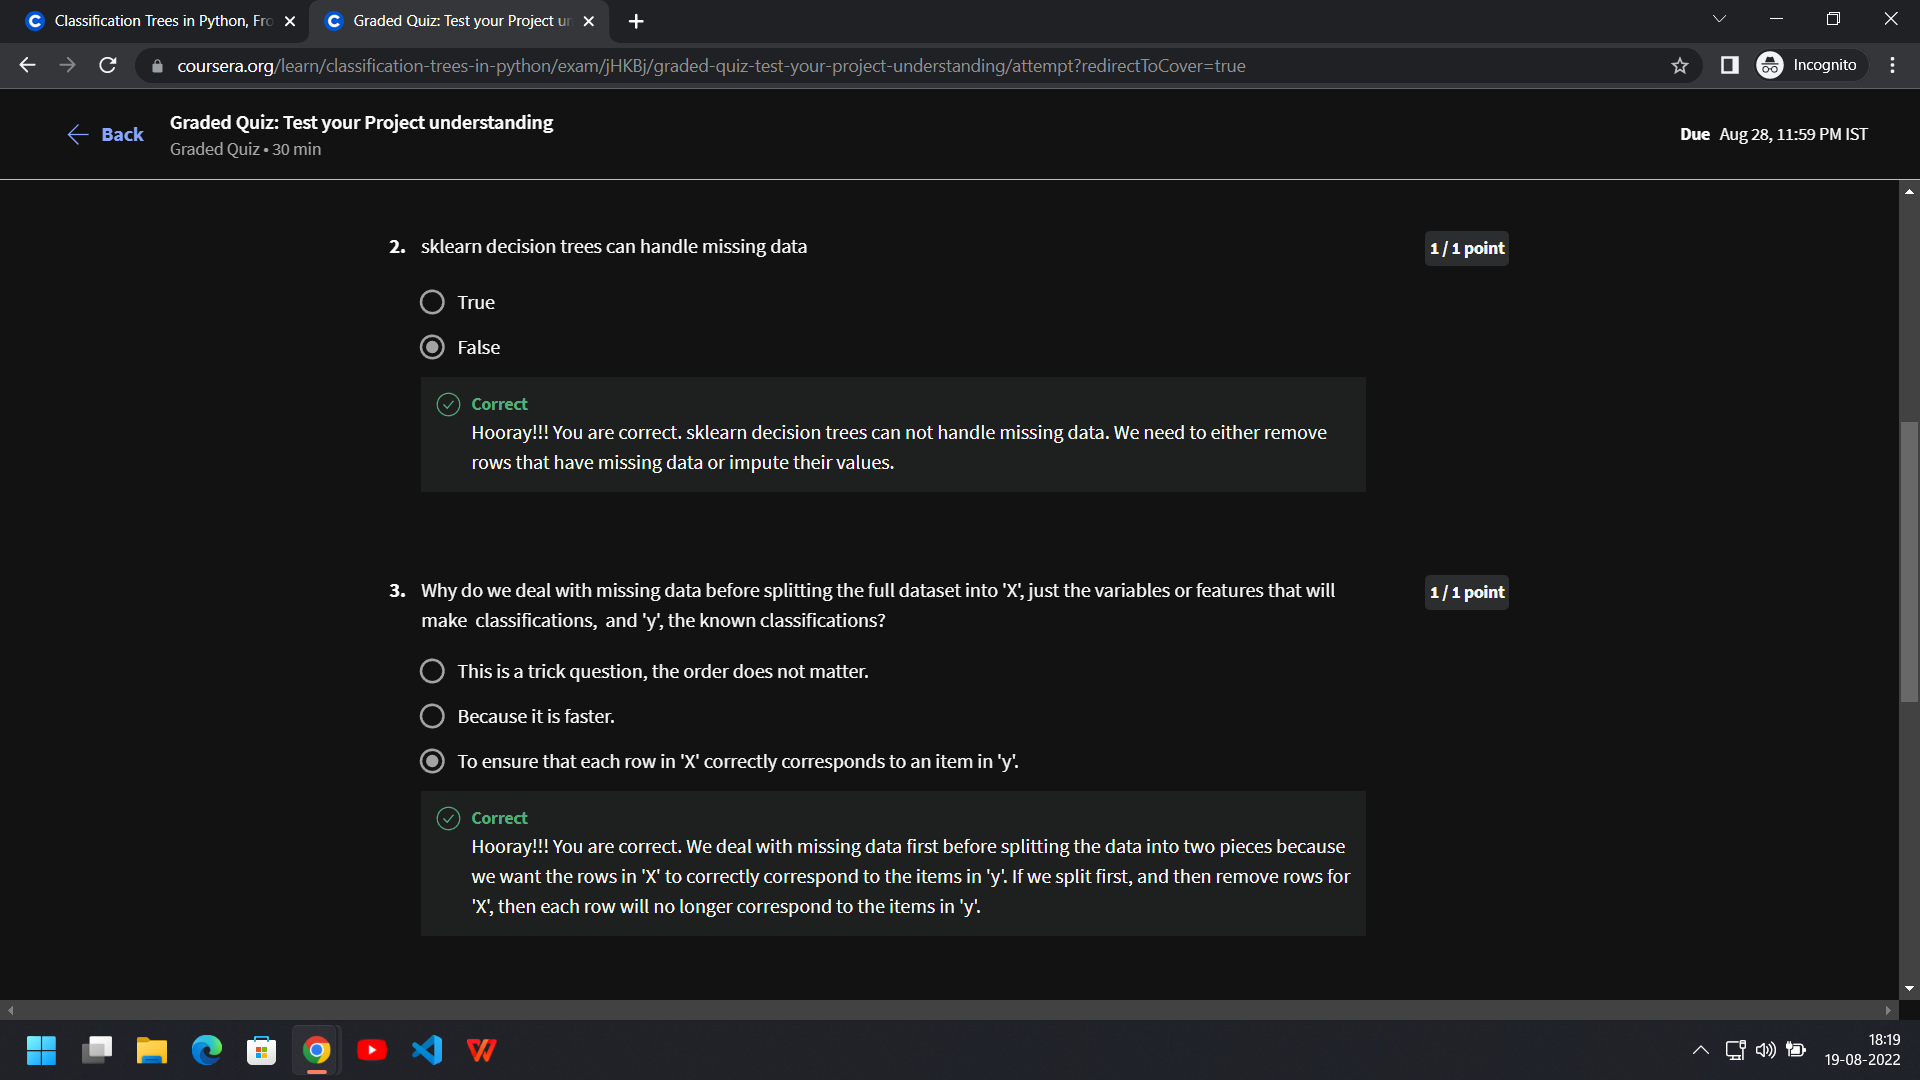 Classification Trees in Python, Fro
Graded Quiz: Test your Project un
coursera.org/learn/classification-trees-in-python/exam/jHKBj/graded-quiz-test-your-project-understanding/attempt?redirectToCover=true
Incognito
Back
Graded Quiz: Test your Project understanding
Graded Quiz • 30 min
Due Aug 28, 11:59 PM IST
2. sklearn decision trees can handle missing data
1 / 1 point
True
False
Correct
Hooray!!! You are correct. sklearn decision trees can not handle missing data. We need to either remove
rows that have missing data or impute their values.
3. Why do we deal with missing data before splitting the full dataset into 'X', just the variables or features that will
make classifications, and 'y', the known classifications?
1 / 1 point
This is a trick question, the order does not matter.
Because it is faster.
To ensure that each row in 'X' correctly corresponds to an item in 'y'.
Correct
Hooray!!! You are correct. We deal with missing data first before splitting the data into two pieces because
we want the rows in 'X' to correctly correspond to the items in 'y'. If we split first, and then remove rows for
'X', then each row will no longer correspond to the items in 'y'.
18:19
19-08-2022